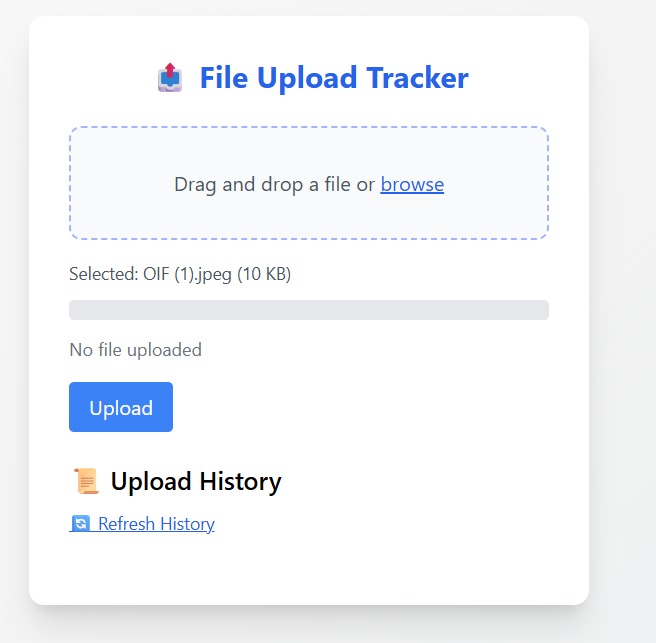 File Upload Tracker
Drag and drop a file or browse
Selected: OIF (1).jpeg (10 KB)
No file uploaded
Upload
Upload History
Refresh History